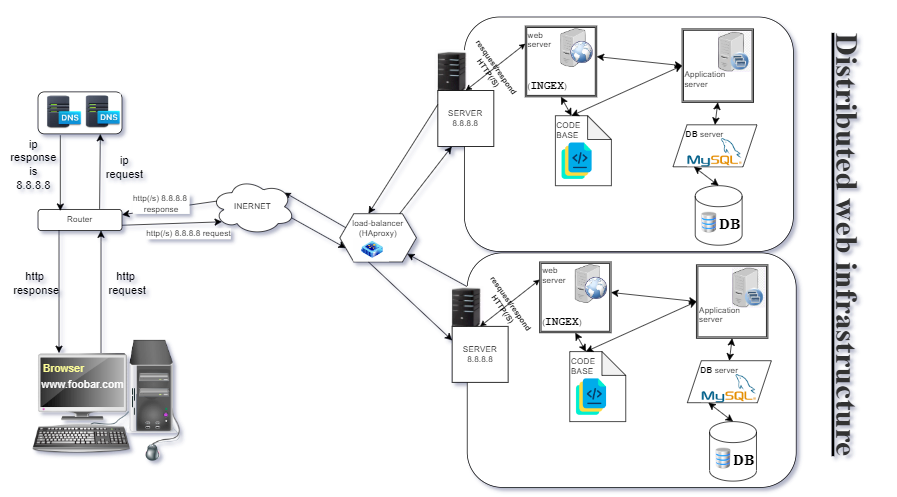 Distributed web infrastructure
DNS
DNS
ip
response
is
8.8.8.8
ip
request
Router
http(/s) 8.8.8.8
response
http(/s) 8.8.8.8 request
INERNET
load-balancer
(HAproxy)
http
response
http
request
Browser
www.foobar.com
SERVER
8.8.8.8
resquest/respond
HTTP(/S)
web
server
(INGEX)
CODE
BASE
Application
server
DB server
MySQL
DB
SERVER
8.8.8.8
resquest/respond
HTTP(/S)
web
server
(INGEX)
CODE
BASE
Application
server
DB server
MySQL
DB